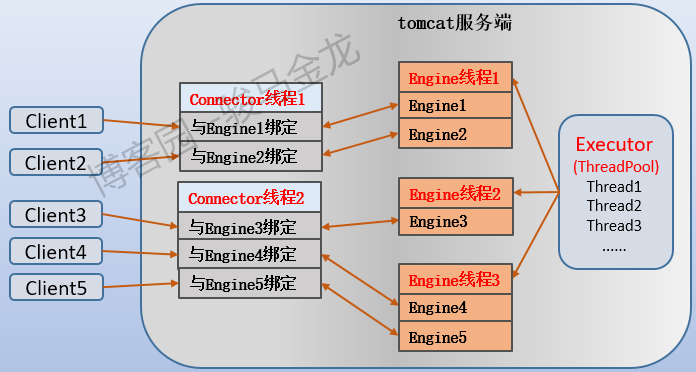 tomcat服务端
博客园--骏马金龙
Client1
Client2
Client3
Client4
Client5
Connector线程1
与Engine1绑定
与Engine2绑定
Connector线程2
与Engine3绑定
与Engine4绑定
与Engine5绑定
Engine线程1
Engine1
Engine2
Engine线程2
Engine3
Engine线程3
Engine4
Engine5
Executor
(ThreadPool)
Thread1
Thread2
Thread3
......